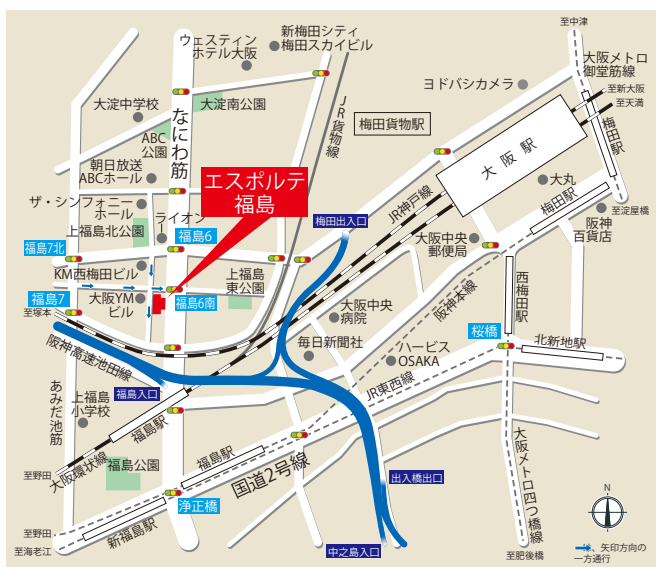 至中津
新梅田シティ
梅田スカイビル
ウェスティン
ホテル大阪
大阪メトロ
御堂筋線
ヨドバシカメラ
至新大阪
至天満
大淀中学校
大淀南公園
なにわ筋
JR貨物線
梅田貨物駅
梅田駅
ABC
公園
大阪駅
朝日放送
ABCホール
エスポルテ
福島
大丸
JR神戸線
梅田駅
ザ・シンフォニー
ホール
ライオン
ー
梅田出入口
至淀屋橋
上福島北公園
福島6
阪神
百貨店
福島7北
大阪中央
郵便局
KM西梅田ビル
上福島
東公園
西梅田駅
福島7
大阪YM
ビル
福島6南
阪神本線
至塚本
大阪中央
病院
桜橋
北新地駅
阪神高速池田線
毎日新聞社
ハービス
OSAKA
JR東西線
福島入口
あみだ池筋
上福島
小学校
福島駅
福島駅
国道2号線
大阪メトロ四つ橋線
至野田
大阪環状線
福島公園
出入橋出口
浄正橋
N
至野田
新福島駅
至海老江
中之島入口
至肥後橋
は、矢印方向の
一方通行